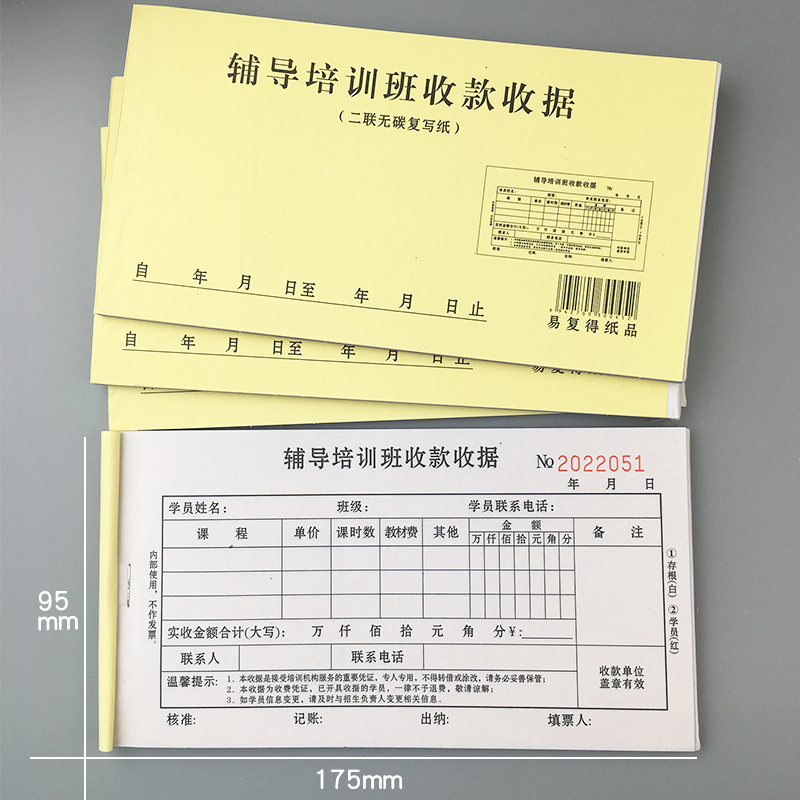 辅导培训班收款收据
（二联无碳复写纸）
辅导培训班收款收据 No
自 年 月 日至 年 月 日止
易复得纸品
自 年 月 日至 年 月 日止
易复得纸
辅导培训班收款收据 No 2022051
年 月 日
学员姓名： 班级： 学员联系电话：
课 程 单价 课时数 教材费 其他 金 额 备 注
万 仟 佰 拾 元 角 分
实收金额合计(大写)： 万 仟 佰 拾 元 角 分￥：
联系人 联系电话 收款单位
盖章有效
温馨提示: 1、本收据是接受培训机构服务的重要凭证，专人专用，不得转借或涂改，请务必妥善保管；
2、本收据为收费凭证，已开具收据的学员，一律不予退费，敬请谅解；
3、如学员信息变更，请及时与招生负责人变更相关信息。
核准: 记账: 出纳: 填票人:
内部使用，不作发票。
①存根(白) ②学员(红)
95
mm
175mm